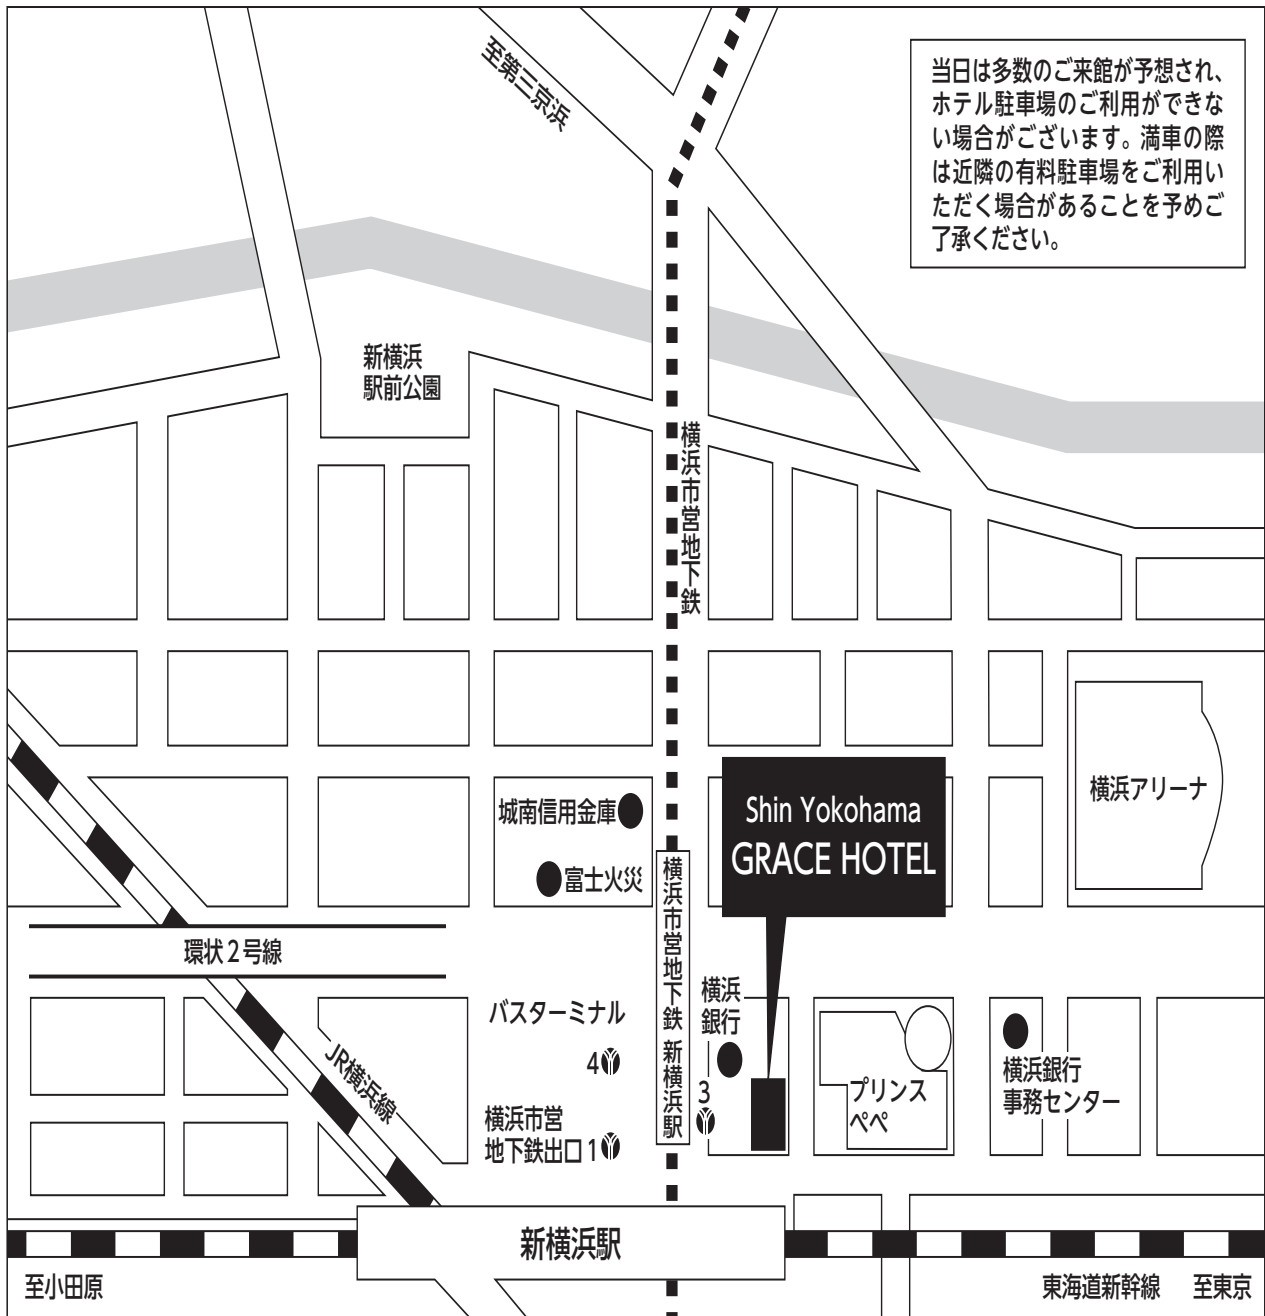 至第三京浜
当日は多数のご来館が予想され、
ホテル駐車場のご利用ができな
い場合がございます。満車の際
は近隣の有料駐車場をご利用い
ただく場合があることを予めご
了承ください。
新横浜
駅前公園
横浜市営地下鉄
横浜アリーナ
城南信用金庫
富士火災
Shin Yokohama
GRACE HOTEL
横浜市営地下鉄 新横浜駅
環状2号線
バスターミナル
4
横浜
銀行
3
JR横浜線
横浜市営
地下鉄出口1
プリンス
ペペ
横浜銀行
事務センター
新横浜駅
至小田原
東海道新幹線 至東京